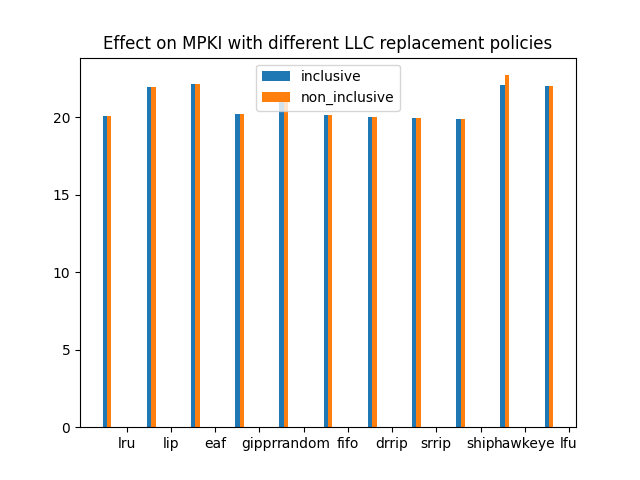 Effect on MPKI with different LLC replacement policies
inclusive
non_inclusive
20
15
10
5
0
lru lip eaf gippr random fifo drrip srrip ship hawkeye lfu